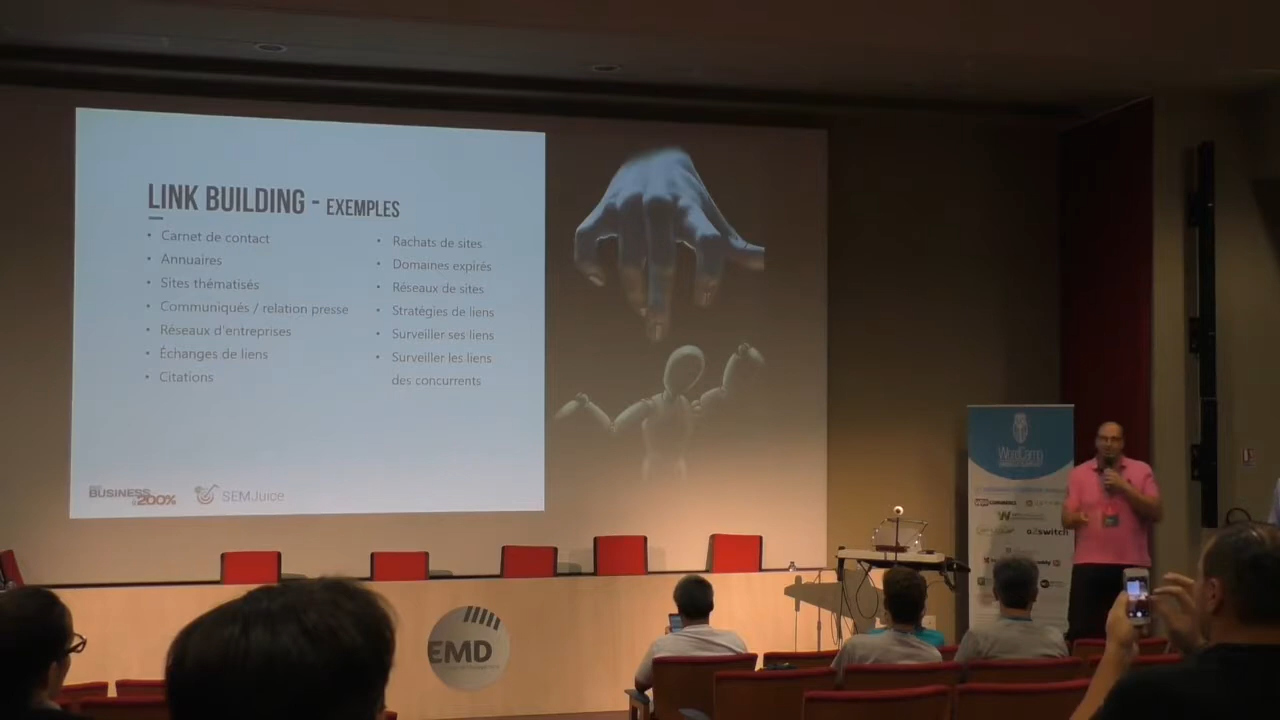 LINK BUILDING - EXEMPLES
• Carnet de contact
• Annuaires
• Sites thématisés
• Communiqués / relation presse
• Réseaux d'entreprises
• Échanges de liens
• Citations
• Rachats de sites
• Domaines expirés
• Réseaux de sites
• Stratégies de liens
• Surveiller ses liens
• Surveiller les liens
des concurrents
BUSINESS
à 200%
SEMJuice
EMD
WordCamp
o2switch